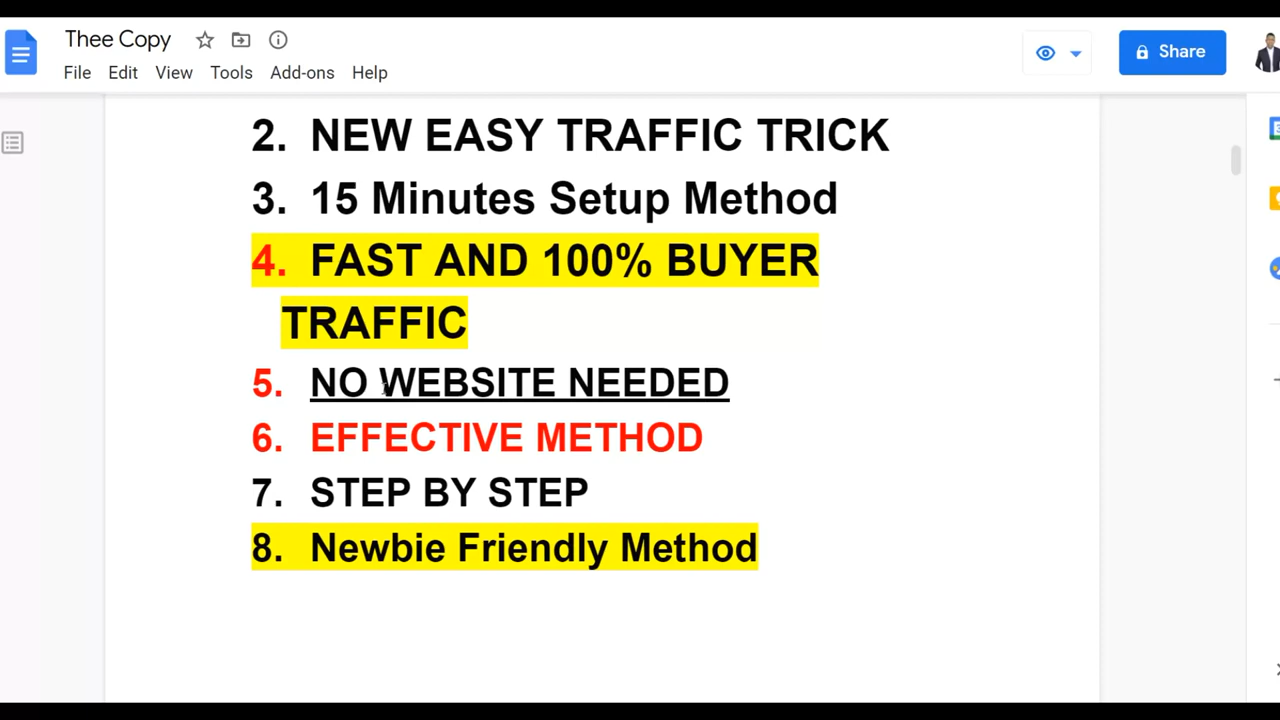 Thee Copy
File Edit View Tools Add-ons Help
Share
2. NEW EASY TRAFFIC TRICK
3. 15 Minutes Setup Method
4. FAST AND 100% BUYER
TRAFFIC
5. NO WEBSITE NEEDED
6. EFFECTIVE METHOD
7. STEP BY STEP
8. Newbie Friendly Method